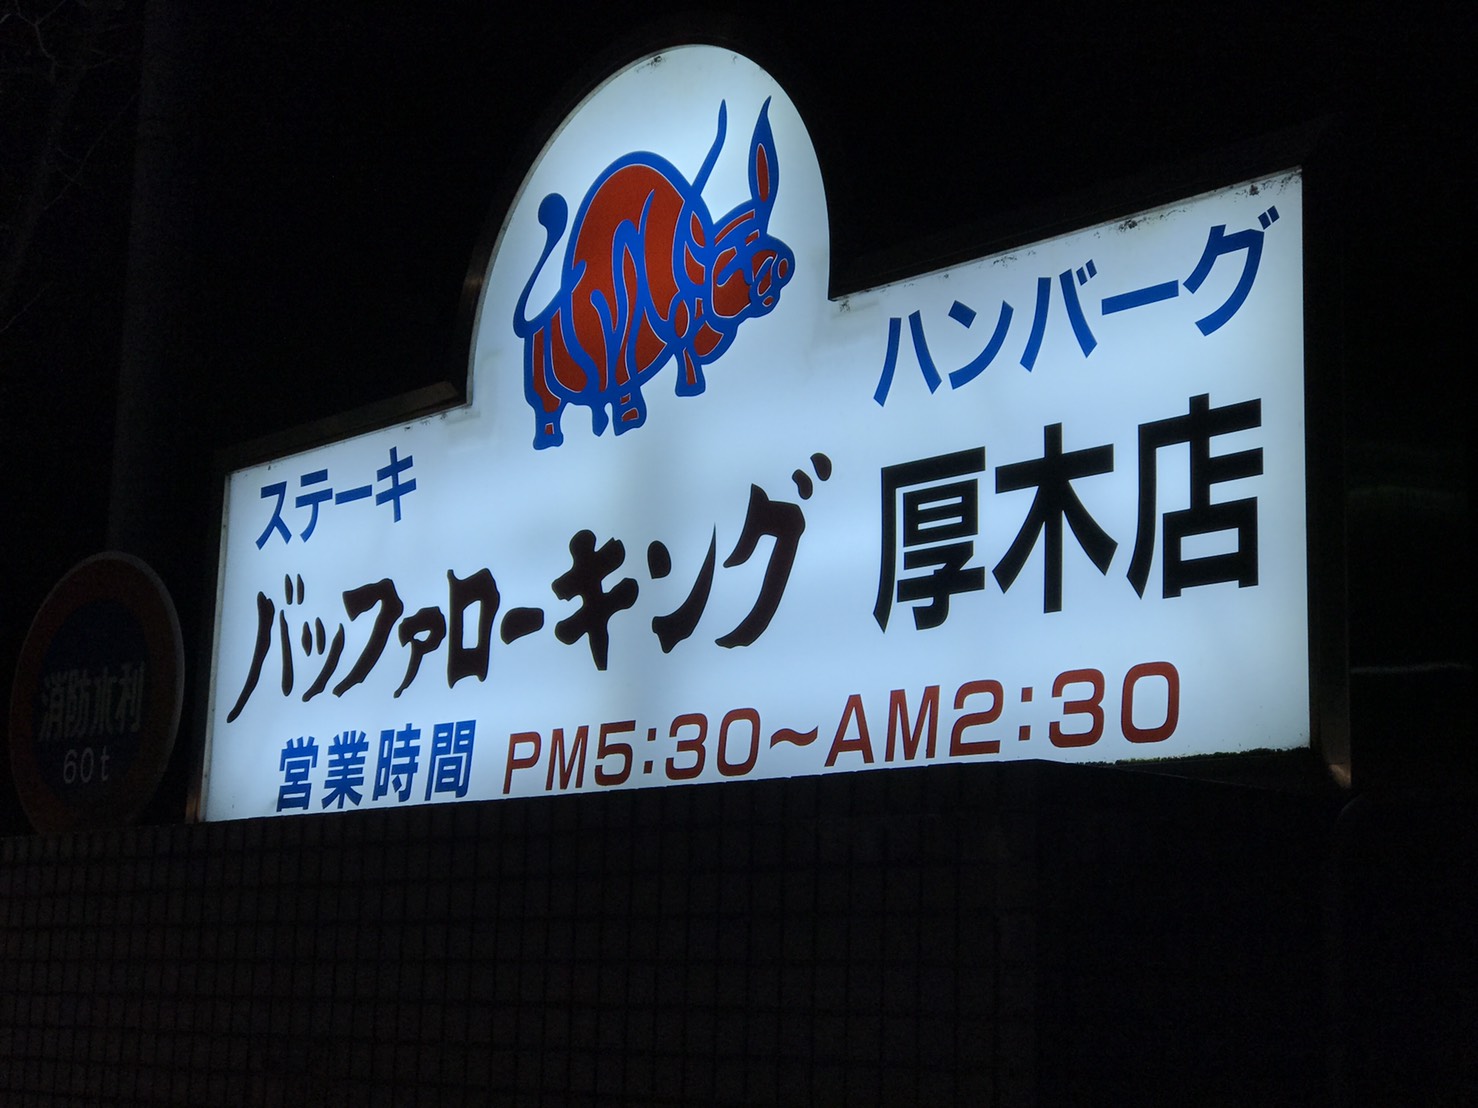 ステーキ
ハンバーグ
バッファローキング 厚木店
営業時間 PM5:30~AM2:30
消防水利
60t